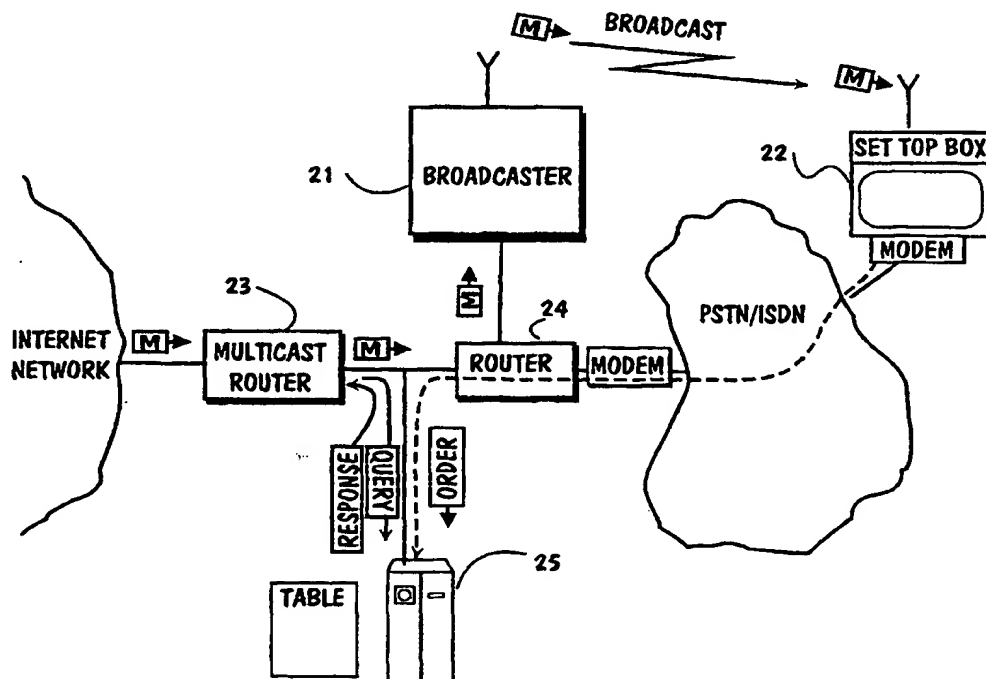 M
BROADCAST
M
SET TOP BOX
22
21
BROADCASTER
MODEM
M
23
24
PSTN/ISDN
INTERNET
NETWORK
M
MULTICAST
ROUTER
M
ROUTER
MODEM
RESPONSE
QUERY
ORDER
25
TABLE